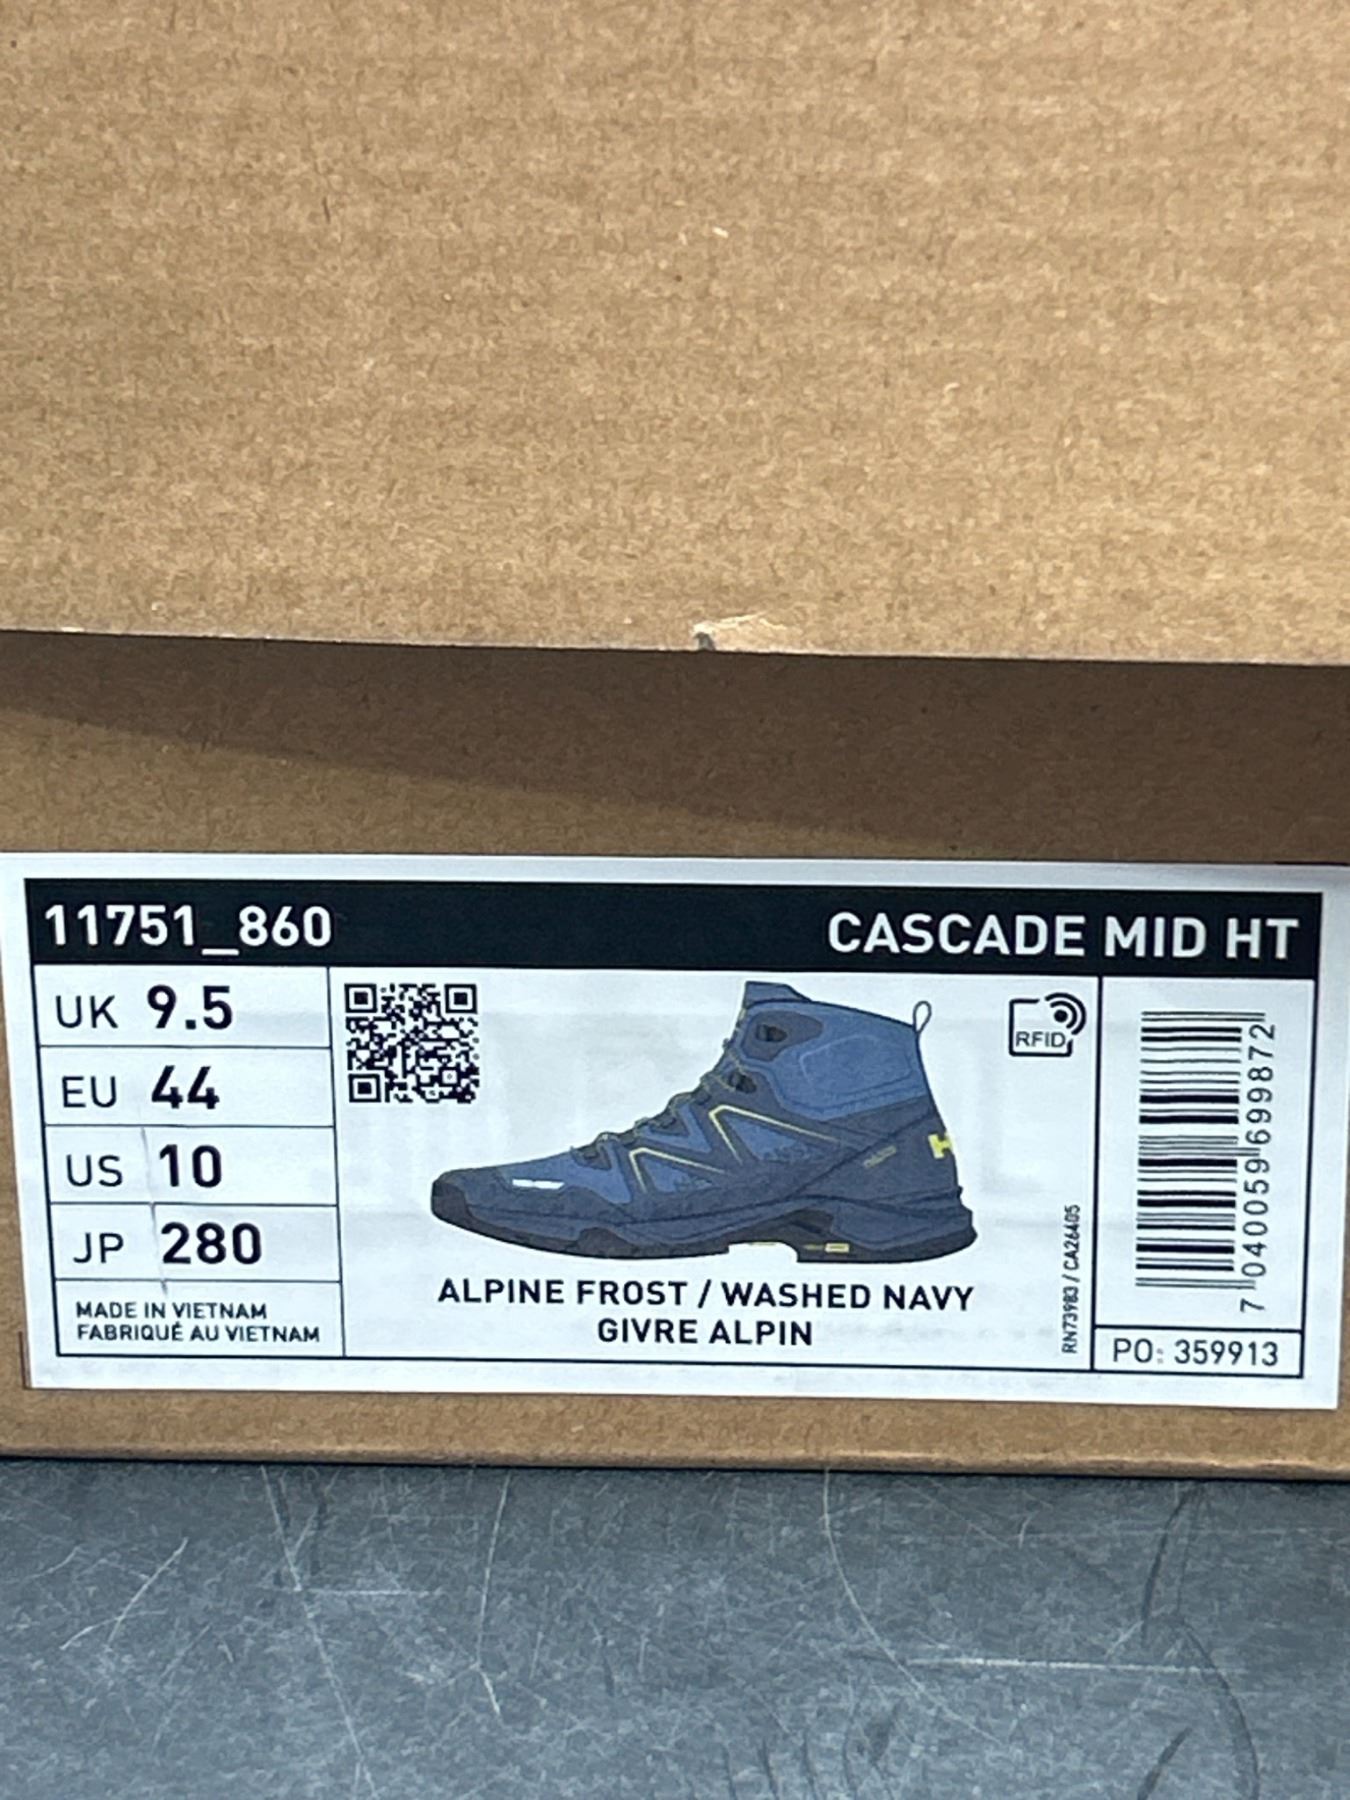 11751_860
CASCADE MID HT
UK 9.5
EU 44
US 10
JP 280
MADE IN VIETNAM
FABRIQUÉ AU VIETNAM
RFID
H
ALPINE FROST / WASHED NAVY
GIVRE ALPIN
RN73983 / CA26405
7 040059 699872
PO: 359913